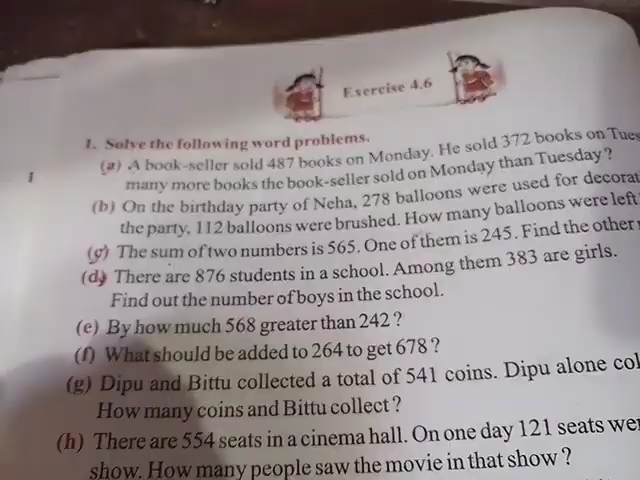 Exercise 4.6
1. Solve the following word problems.
(a) A book-seller sold 487 books on Monday. He sold 372 books on Tues
many more books the book-seller sold on Monday than Tuesday?
(b) On the birthday party of Neha, 278 balloons were used for decorat
the party, 112 balloons were brushed. How many balloons were left
(c) The sum of two numbers is 565. One of them is 245. Find the other
(d) There are 876 students in a school. Among them 383 are girls.
Find out the number of boys in the school.
(e) By how much 568 greater than 242?
(f) What should be added to 264 to get 678?
(g) Dipu and Bittu collected a total of 541 coins. Dipu alone col
How many coins and Bittu collect?
(h) There are 554 seats in a cinema hall. On one day 121 seats wer
show. How many people saw the movie in that show?